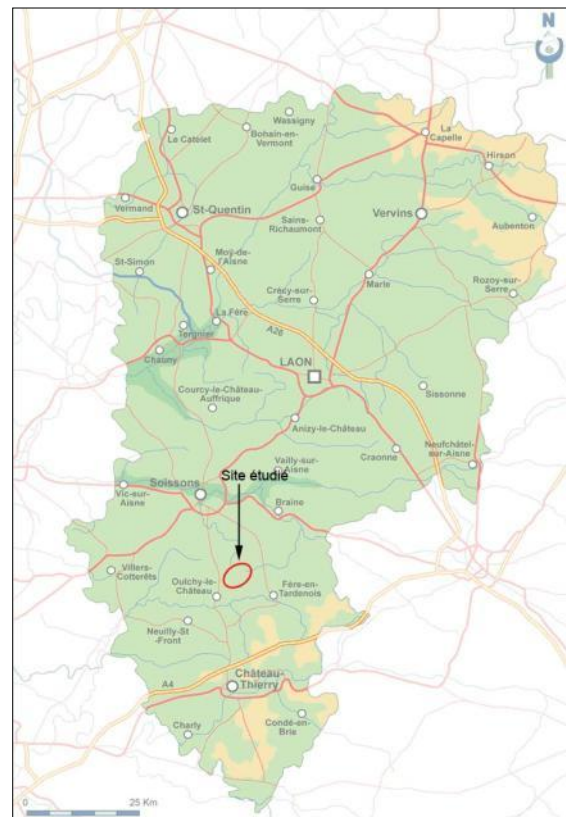 N
Wassigny
Le Catelet
Bohain-en-
Vermont
La
Capelle
Hirson
Guise
Vermand
St-Quentin
Sains-
Richaumont
Vervins
Aubenton
St-Simon
Moÿ-de-
l'Aisne
Crécy-sur-
Serre
Marle
Rozoy-sur-
Serre
La Fère
Tergnier
A26
Chauny
LAON
Courcy-le-Château-
Auffrique
Sissonne
Anizy-le-Château
Vailly-sur-
Aisne
Craonne
Neufchâtel
-sur-Aisne
Site étudié
Soissons
Vic-sur-
Aisne
Braine
Villers-
Cotterêts
Oulchy-le-
Château
Fère-en-
Tardenois
Neuilly-St
-Front
A4
Château-
Thierry
Charly
Condé-en-
Brie
0 25 Km